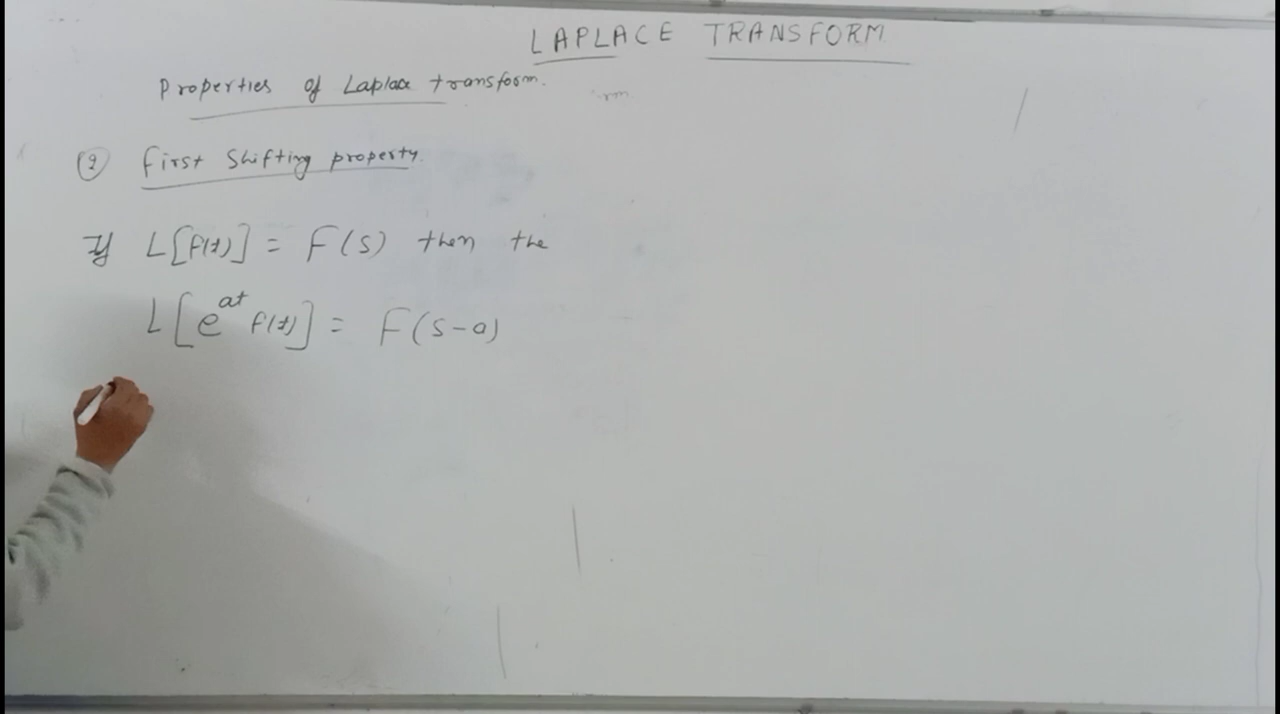 LAPLACE TRANSFORM
Properties of Laplace transform.
(2) first Shifting property.
If L[f(t)] = F(s) then the
L[e^{at} f(t)] = F(s-a)